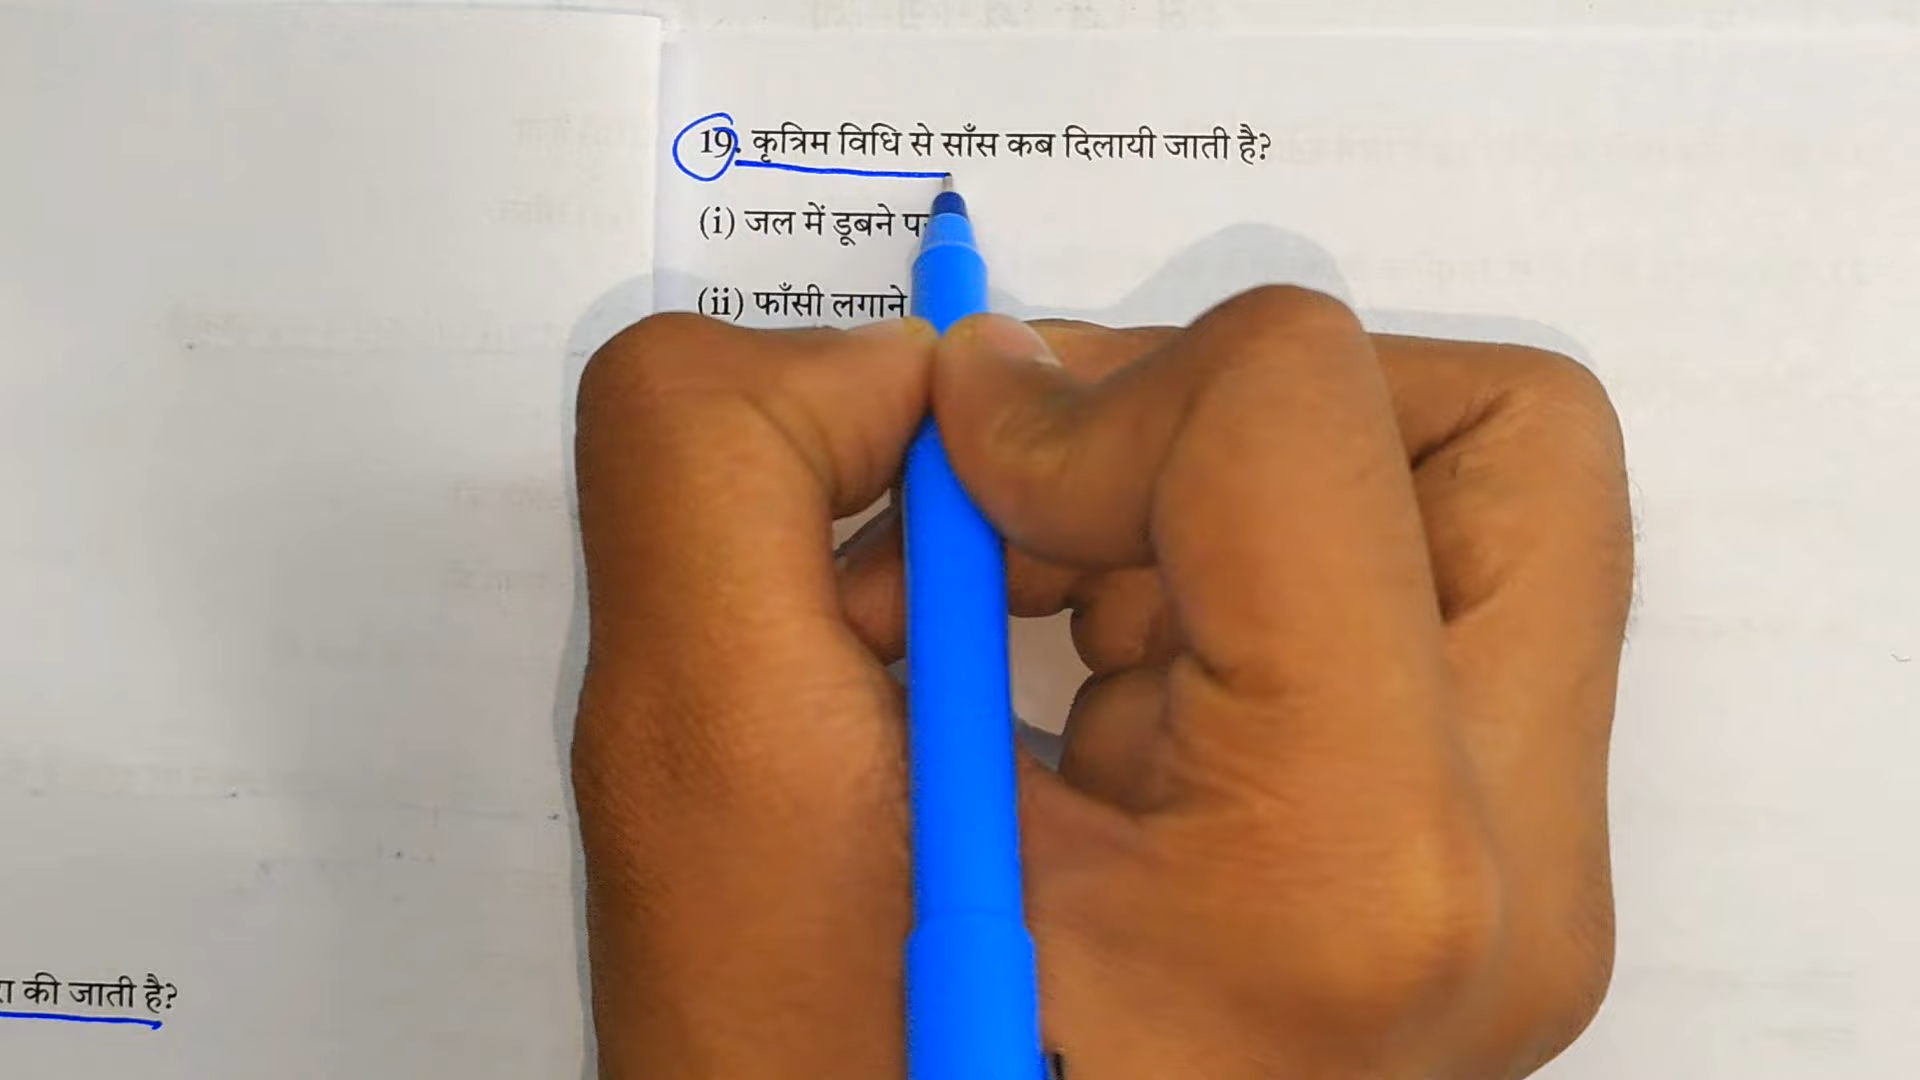 19. कृत्रिम विधि से साँस कब दिलायी जाती है?
(i) जल में डूबने
(ii) फाँसी लगाने
की जाती है?